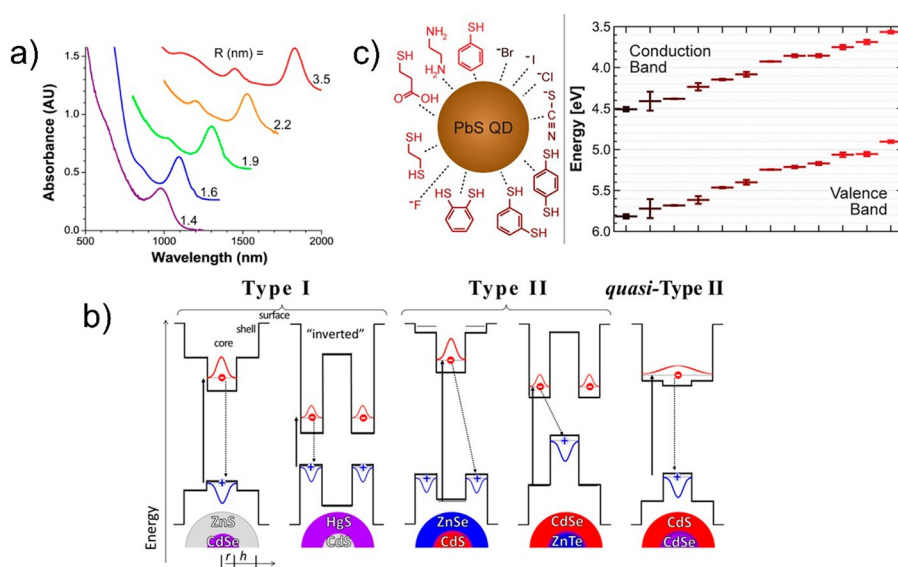 a)
Absorbance (AU)
1.5
1.0
0.5
0.0
R (nm) =
3.5
2.2
1.9
1.6
1.4
500
1000
1500
2000
Wavelength (nm)
c)
SH
H2N
NH2
SH
-Br
-I
-Cl
-S
C
N
O
OH
SH
HS
-F
HS
SH
SH
SH
SH
SH
PbS QD
Energy [eV]
3.5
4.0
4.5
5.0
5.5
6.0
Conduction
Band
Valence
Band
b)
Type I
Type II
quasi-Type II
surface
shell
core
"inverted"
Energy
ZnS
CdSe
HgS
CdS
ZnSe
CdS
CdSe
ZnTe
CdS
CdSe
r
h